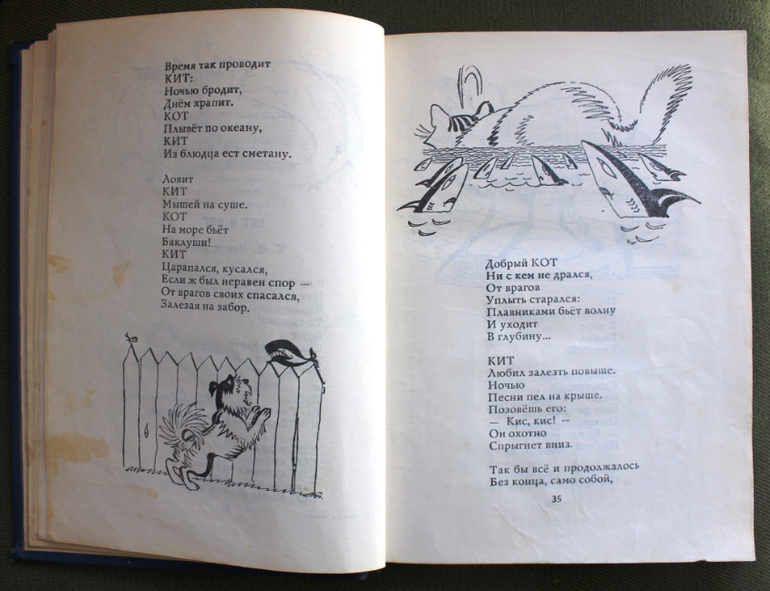 Время так проводит
КИТ:
Ночью бродит,
Днём храпит.
КОТ
Плывёт по океану,
КИТ
Из блюдца ест сметану.
Ловит
КИТ
Мышей на суше.
КОТ
На море бьёт
Баклуши!
КИТ
Царапался, кусался,
Если ж был неравен спор —
От врагов своих спасался,
Залезая на забор.
Добрый КОТ
Ни с кем не дрался,
От врагов
Уплыть старался:
Плавниками бьёт волну
И уходит
В глубину...
КИТ
Любил залезть повыше.
Ночью
Песни пел на крыше.
Позовёшь его:
— Кис, кис! —
Он охотно
Спрыгнет вниз.
Так бы всё и продолжалось
Без конца, само собой,
35